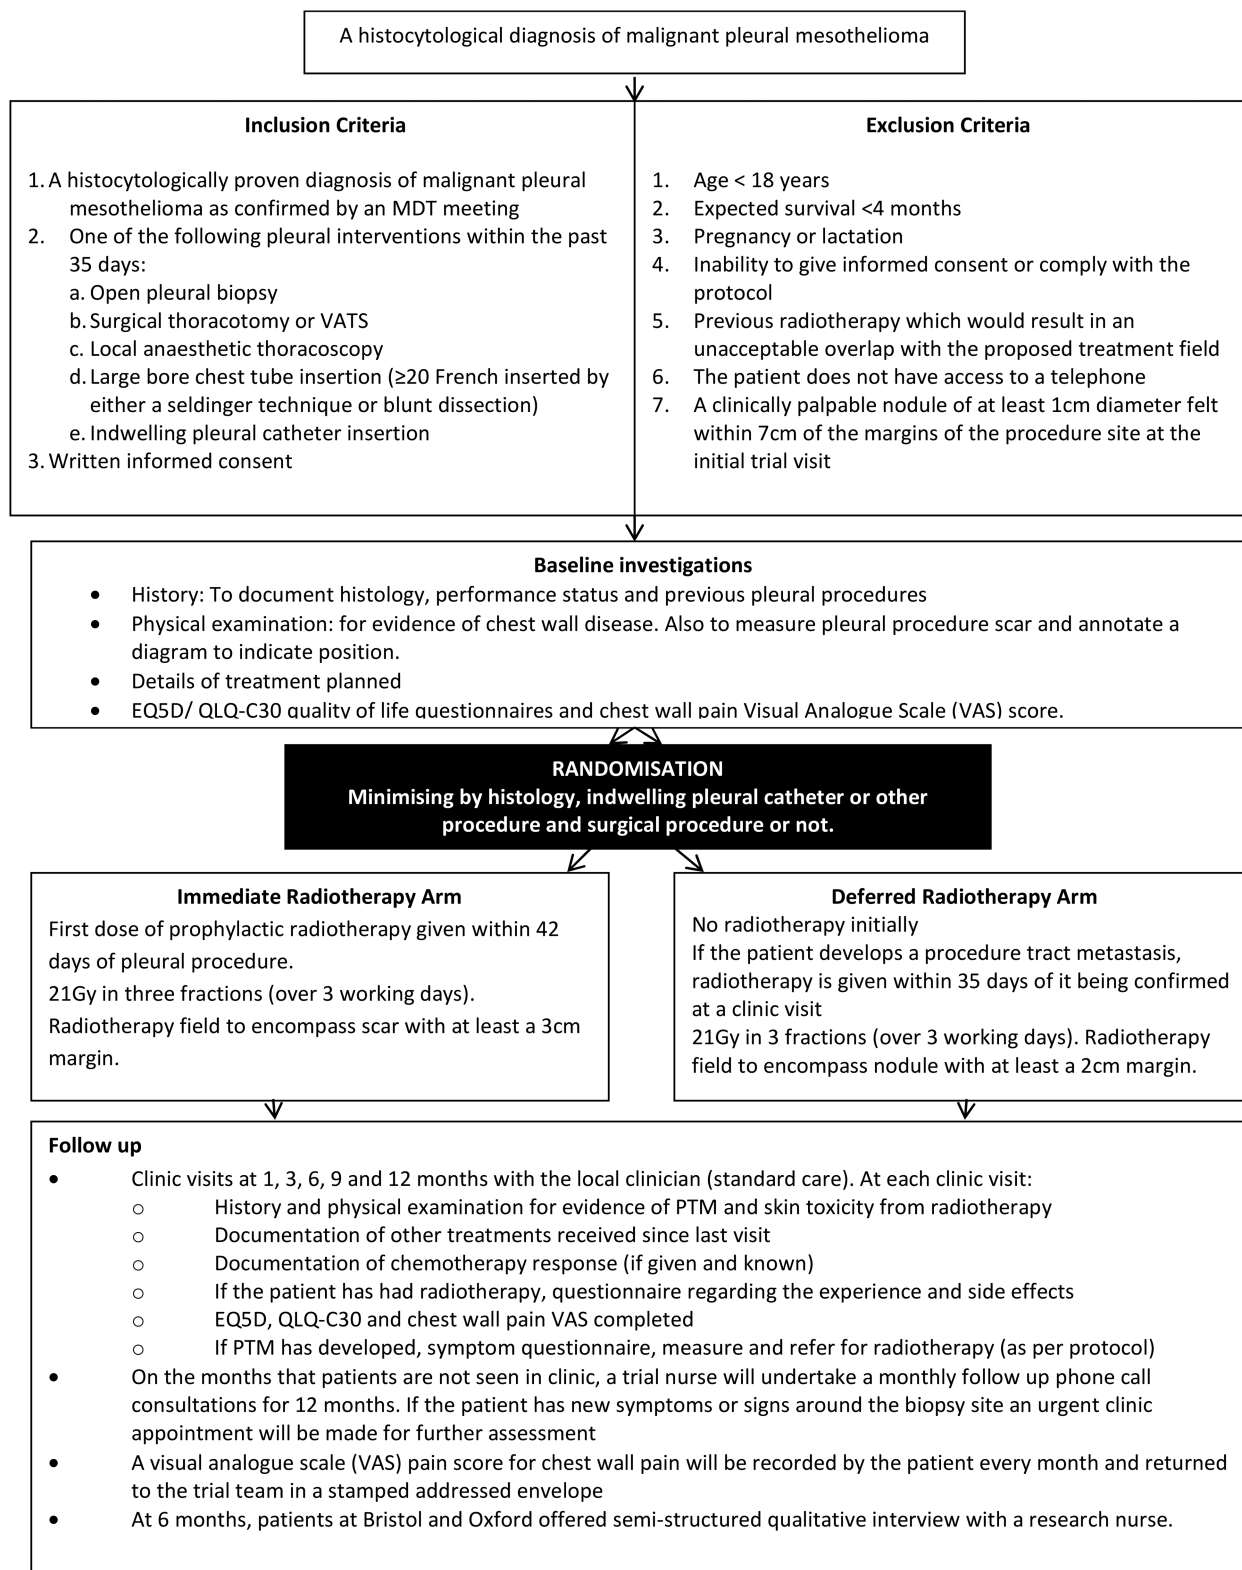 A histocytological diagnosis of malignant pleural mesothelioma
Inclusion Criteria
1. A histocytologically proven diagnosis of malignant pleural
mesothelioma as confirmed by an MDT meeting
2. One of the following pleural interventions within the past
35 days:
a. Open pleural biopsy
b. Surgical thoracotomy or VATS
c. Local anaesthetic thoracoscopy
d. Large bore chest tube insertion (≥20 French inserted by
either a seldinger technique or blunt dissection)
e. Indwelling pleural catheter insertion
3. Written informed consent
Exclusion Criteria
1. Age < 18 years
2. Expected survival <4 months
3. Pregnancy or lactation
4. Inability to give informed consent or comply with the
protocol
5. Previous radiotherapy which would result in an
unacceptable overlap with the proposed treatment field
6. The patient does not have access to a telephone
7. A clinically palpable nodule of at least 1cm diameter felt
within 7cm of the margins of the procedure site at the
initial trial visit
Baseline investigations
• History: To document histology, performance status and previous pleural procedures
• Physical examination: for evidence of chest wall disease. Also to measure pleural procedure scar and annotate a
diagram to indicate position.
• Details of treatment planned
• EQ5D/ QLQ-C30 quality of life questionnaires and chest wall pain Visual Analogue Scale (VAS) score.
RANDOMISATION
Minimising by histology, indwelling pleural catheter or other
procedure and surgical procedure or not.
Immediate Radiotherapy Arm
First dose of prophylactic radiotherapy given within 42
days of pleural procedure.
21Gy in three fractions (over 3 working days).
Radiotherapy field to encompass scar with at least a 3cm
margin.
Deferred Radiotherapy Arm
No radiotherapy initially
If the patient develops a procedure tract metastasis,
radiotherapy is given within 35 days of it being confirmed
at a clinic visit
21Gy in 3 fractions (over 3 working days). Radiotherapy
field to encompass nodule with at least a 2cm margin.
Follow up
• Clinic visits at 1, 3, 6, 9 and 12 months with the local clinician (standard care). At each clinic visit:
o History and physical examination for evidence of PTM and skin toxicity from radiotherapy
o Documentation of other treatments received since last visit
o Documentation of chemotherapy response (if given and known)
o If the patient has had radiotherapy, questionnaire regarding the experience and side effects
o EQ5D, QLQ-C30 and chest wall pain VAS completed
o If PTM has developed, symptom questionnaire, measure and refer for radiotherapy (as per protocol)
• On the months that patients are not seen in clinic, a trial nurse will undertake a monthly follow up phone call
consultations for 12 months. If the patient has new symptoms or signs around the biopsy site an urgent clinic
appointment will be made for further assessment
• A visual analogue scale (VAS) pain score for chest wall pain will be recorded by the patient every month and returned
to the trial team in a stamped addressed envelope
• At 6 months, patients at Bristol and Oxford offered semi-structured qualitative interview with a research nurse.